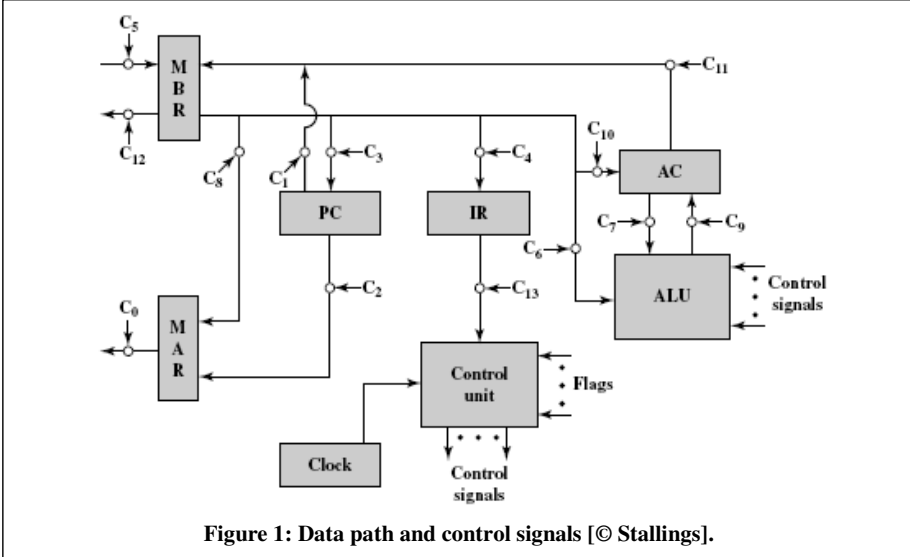 C5
M
B
R
C11
C12
C8
C1
C3
C4
C10
AC
PC
IR
C7
C9
C6
C2
C13
ALU
Control
signals
C0
M
A
R
Control
unit
Flags
Clock
Control
signals
Figure 1: Data path and control signals [© Stallings].